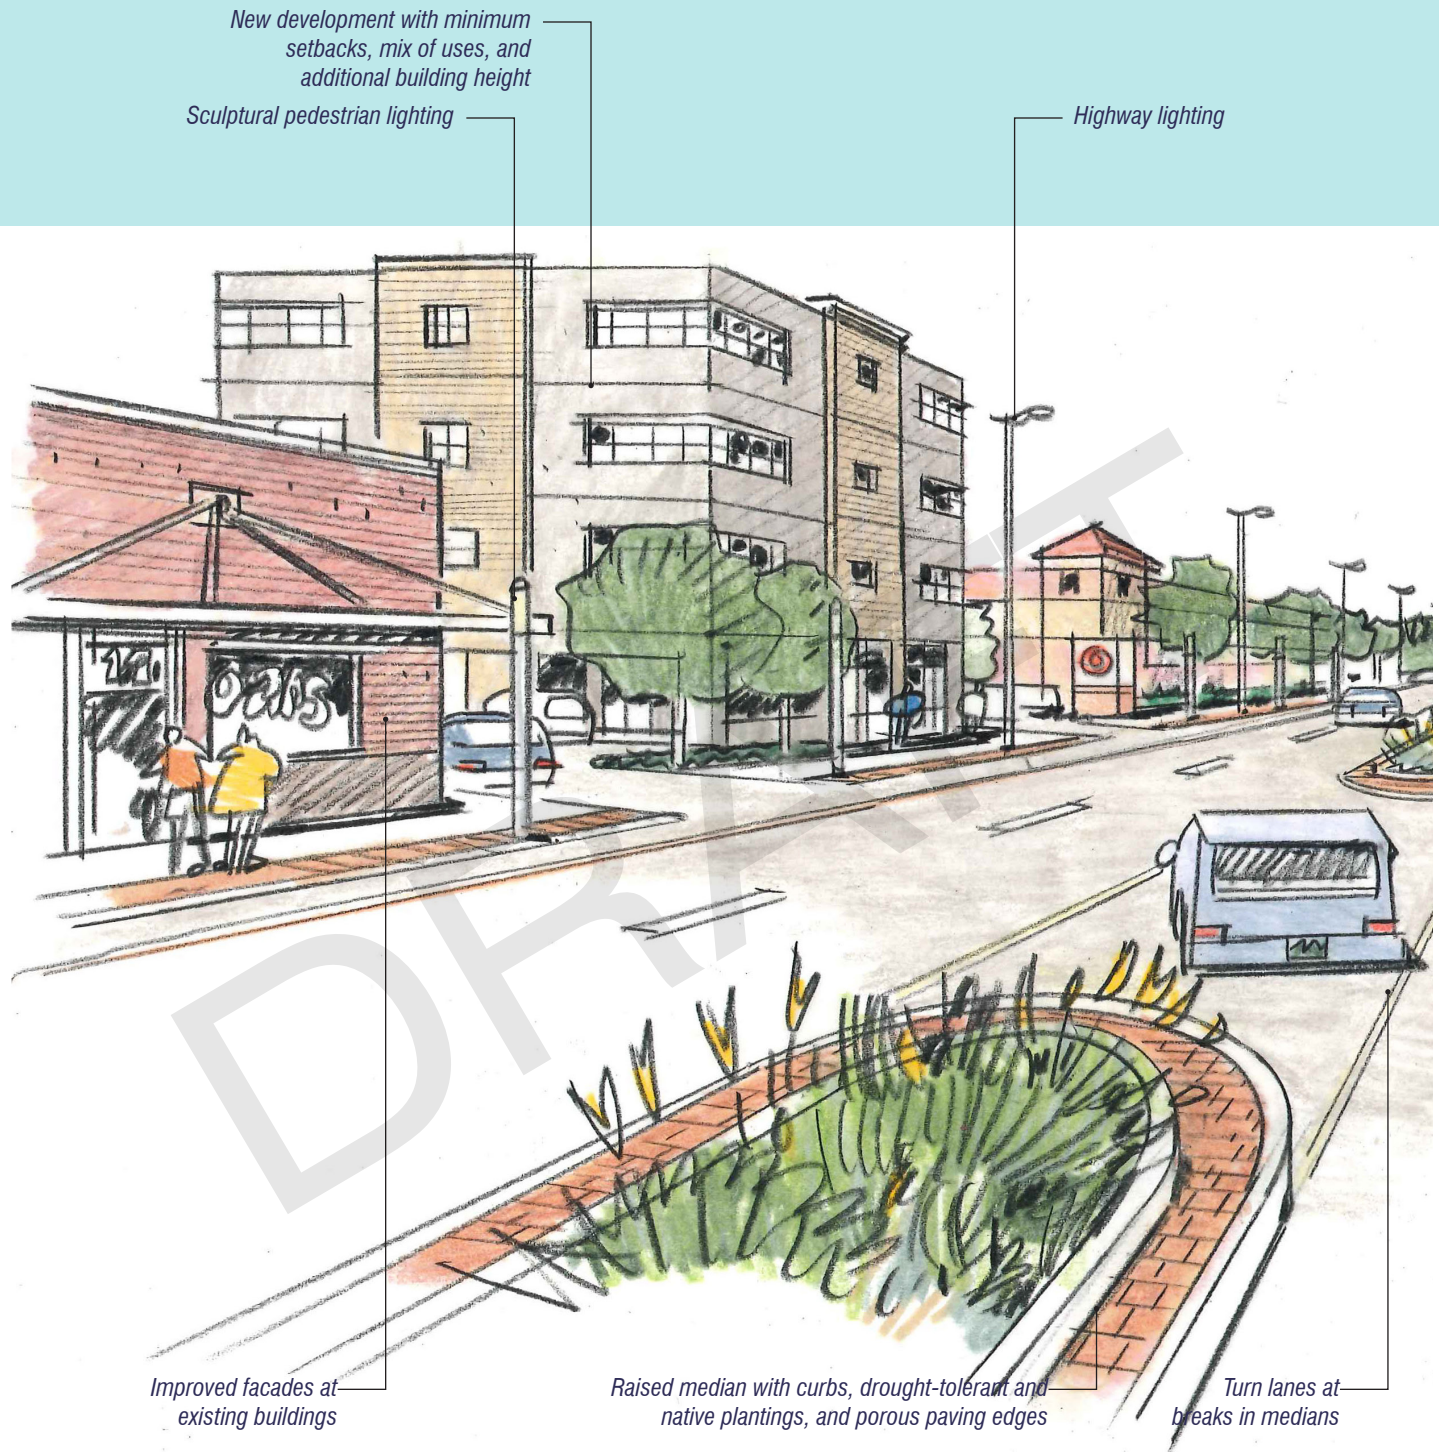 New development with minimum
setbacks, mix of uses, and
additional building height
Sculptural pedestrian lighting
Highway lighting
DRAFT
Improved facades at
existing buildings
Raised median with curbs, drought-tolerant and
native plantings, and porous paving edges
Turn lanes at
breaks in medians